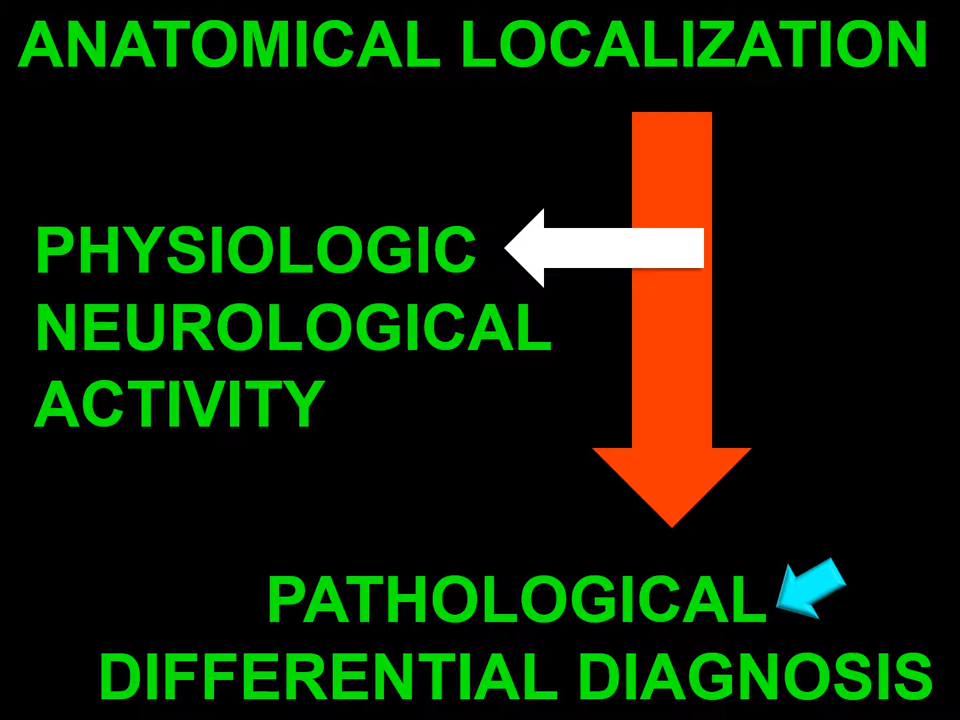 ANATOMICAL LOCALIZATION
PHYSIOLOGIC
NEUROLOGICAL
ACTIVITY
PATHOLOGICAL
DIFFERENTIAL DIAGNOSIS